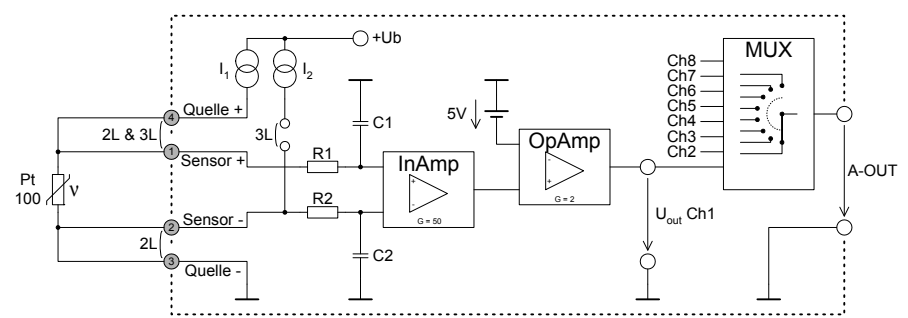 +Ub
I1
I2
MUX
Ch8
Ch7
Ch6
Ch5
Ch4
Ch3
Ch2
4
Quelle +
2L & 3L
3L
C1
5V
1
Sensor +
R1
InAmp
+
-
G = 50
OpAmp
-
+
G = 2
A-OUT
Pt
100
ν
R2
2
Sensor -
Uout Ch1
2L
3
Quelle -
C2